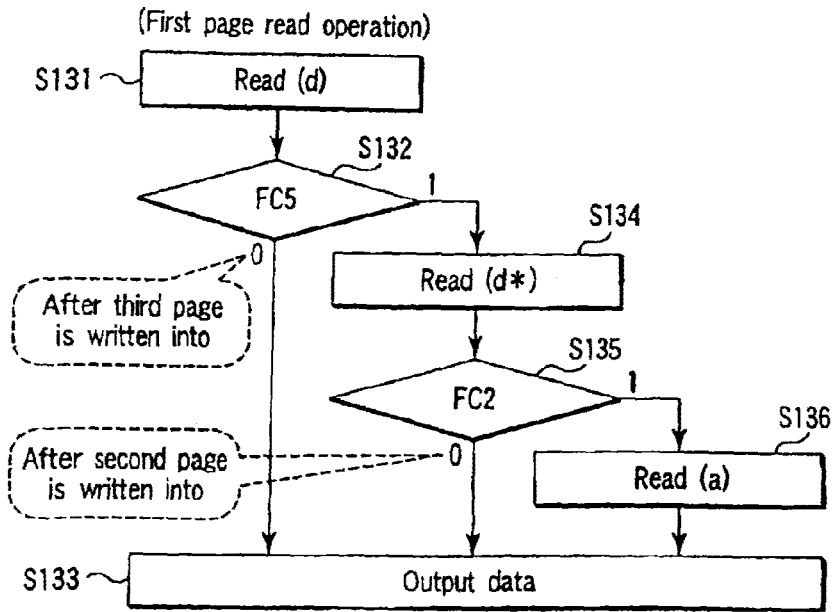 (First page read operation)
S131
Read (d)
S132
FC5
1
0
After third page
is written into
S134
Read (d*)
S135
FC2
1
0
After second page
is written into
S136
Read (a)
S133
Output data